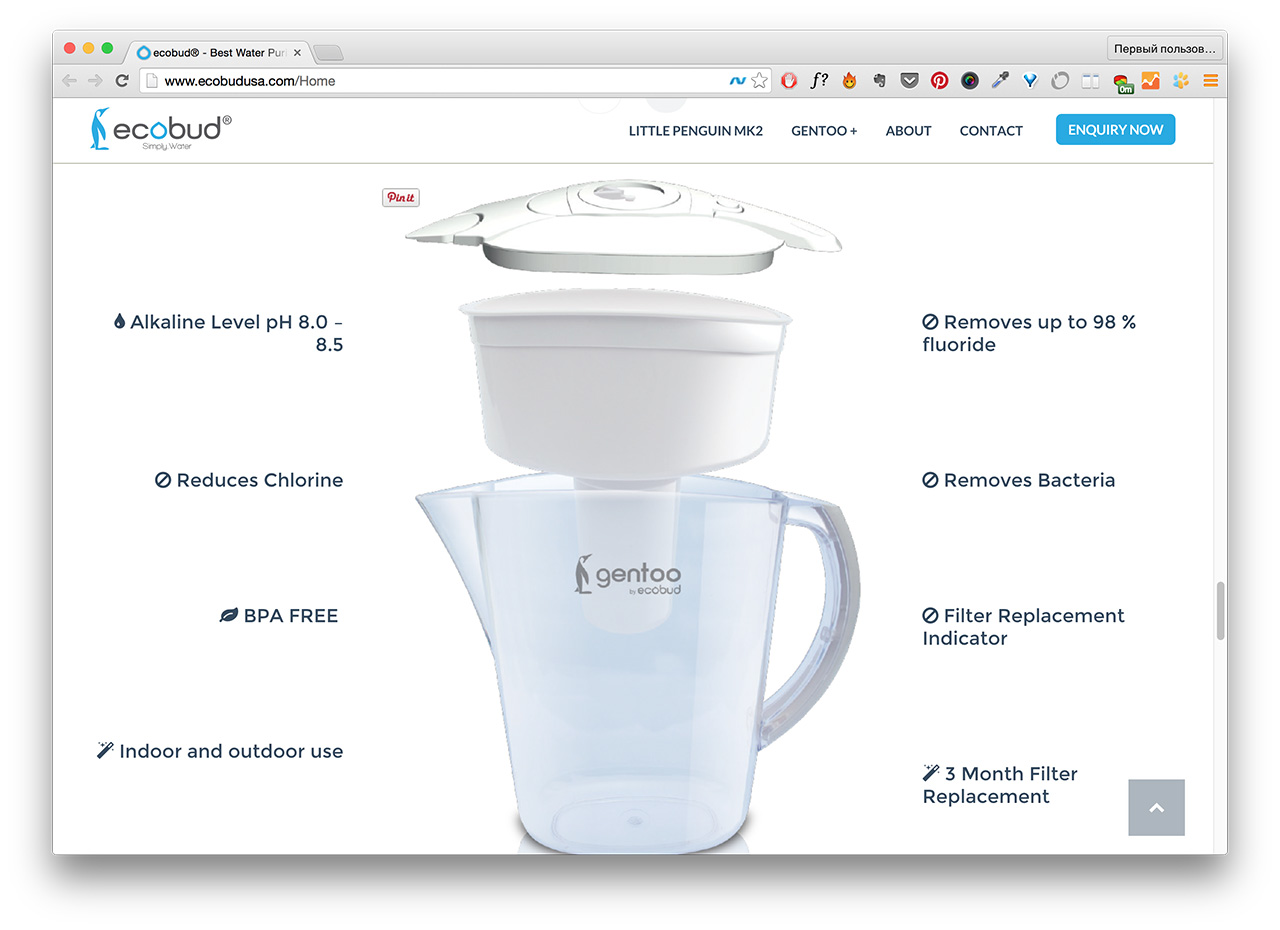 ecobud® - Best Water Puri
Первый пользов...
www.ecobudusa.com/Home
f?
0m
ecobud®
Simply Water
LITTLE PENGUIN MK2
GENTOO +
ABOUT
CONTACT
ENQUIRY NOW
Pin it
Alkaline Level pH 8.0 –
8.5
Removes up to 98 %
fluoride
Reduces Chlorine
Removes Bacteria
gentoo
by ecobud
BPA FREE
Filter Replacement
Indicator
Indoor and outdoor use
3 Month Filter
Replacement